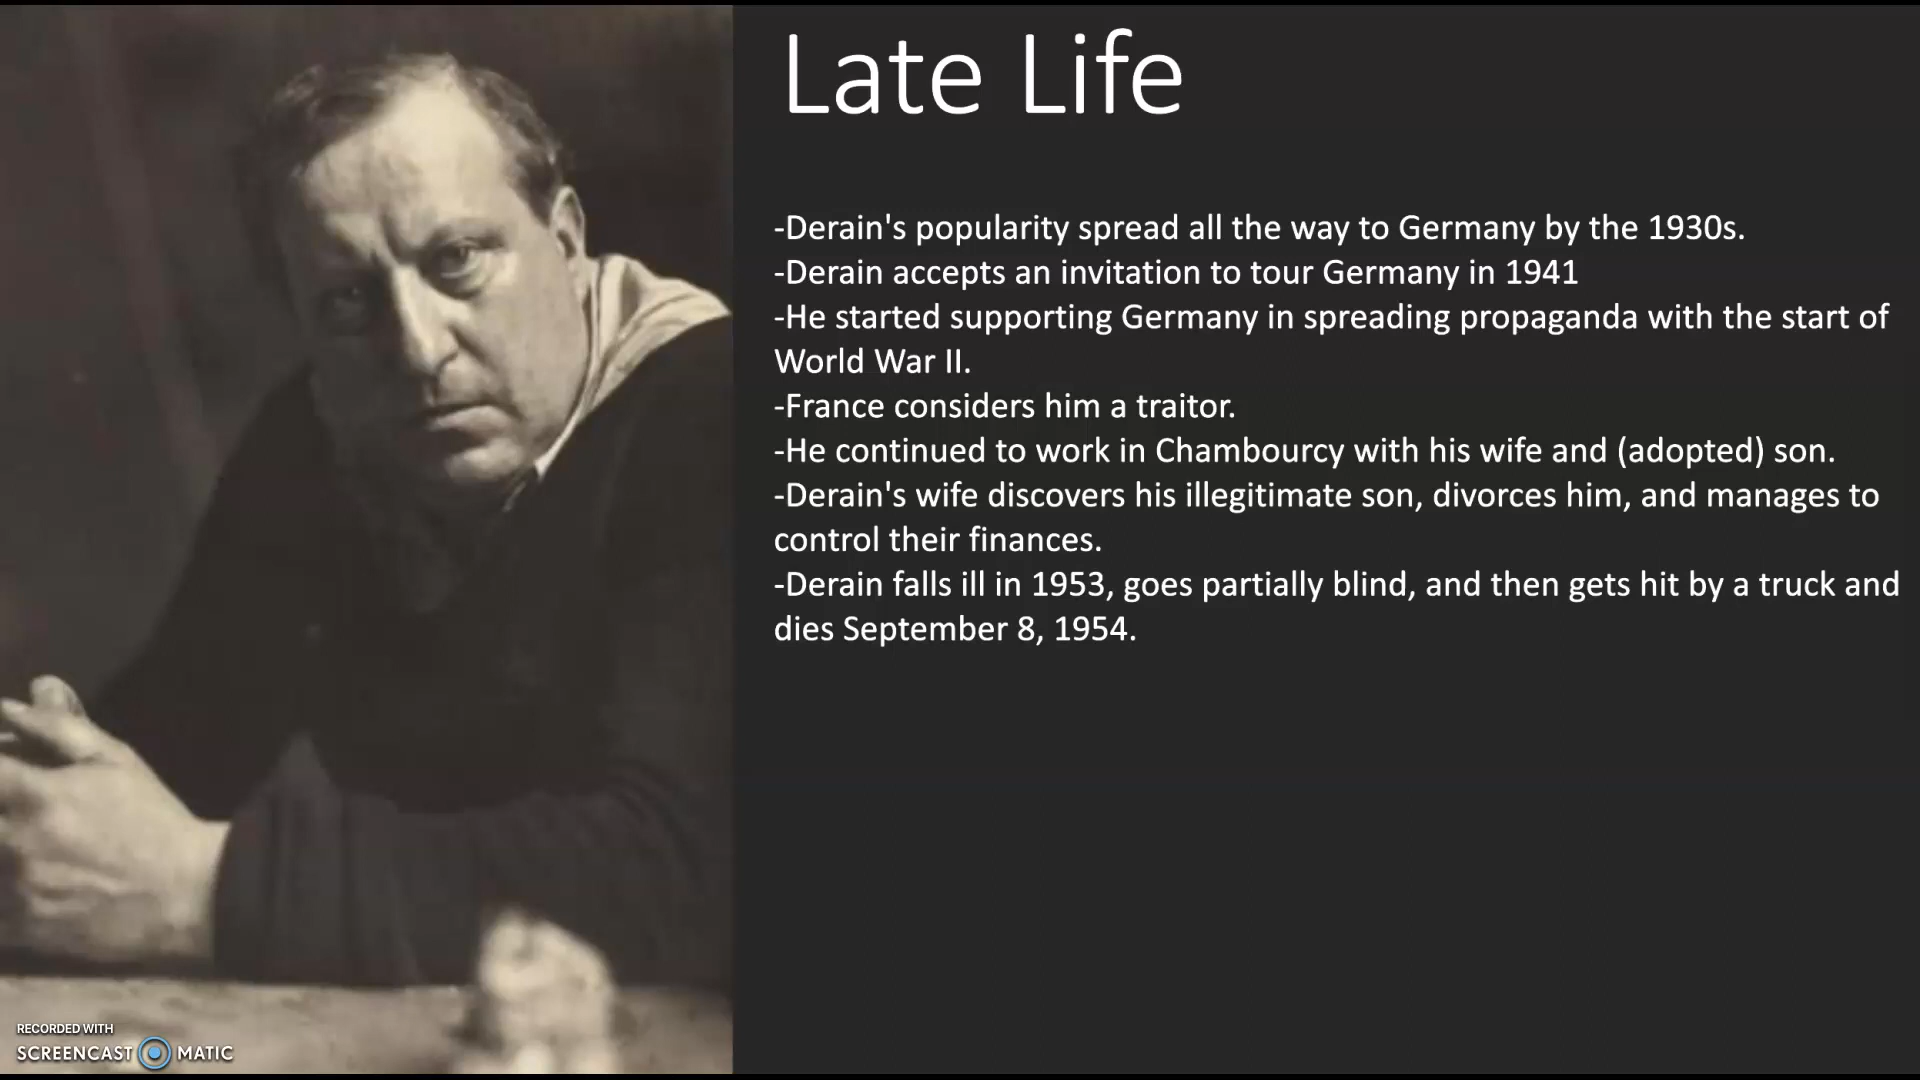 Late Life
-Derain's popularity spread all the way to Germany by the 1930s.
-Derain accepts an invitation to tour Germany in 1941
-He started supporting Germany in spreading propaganda with the start of
World War II.
-France considers him a traitor.
-He continued to work in Chambourcy with his wife and (adopted) son.
-Derain's wife discovers his illegitimate son, divorces him, and manages to
control their finances.
-Derain falls ill in 1953, goes partially blind, and then gets hit by a truck and
dies September 8, 1954.
RECORDED WITH
SCREENCAST MATIC